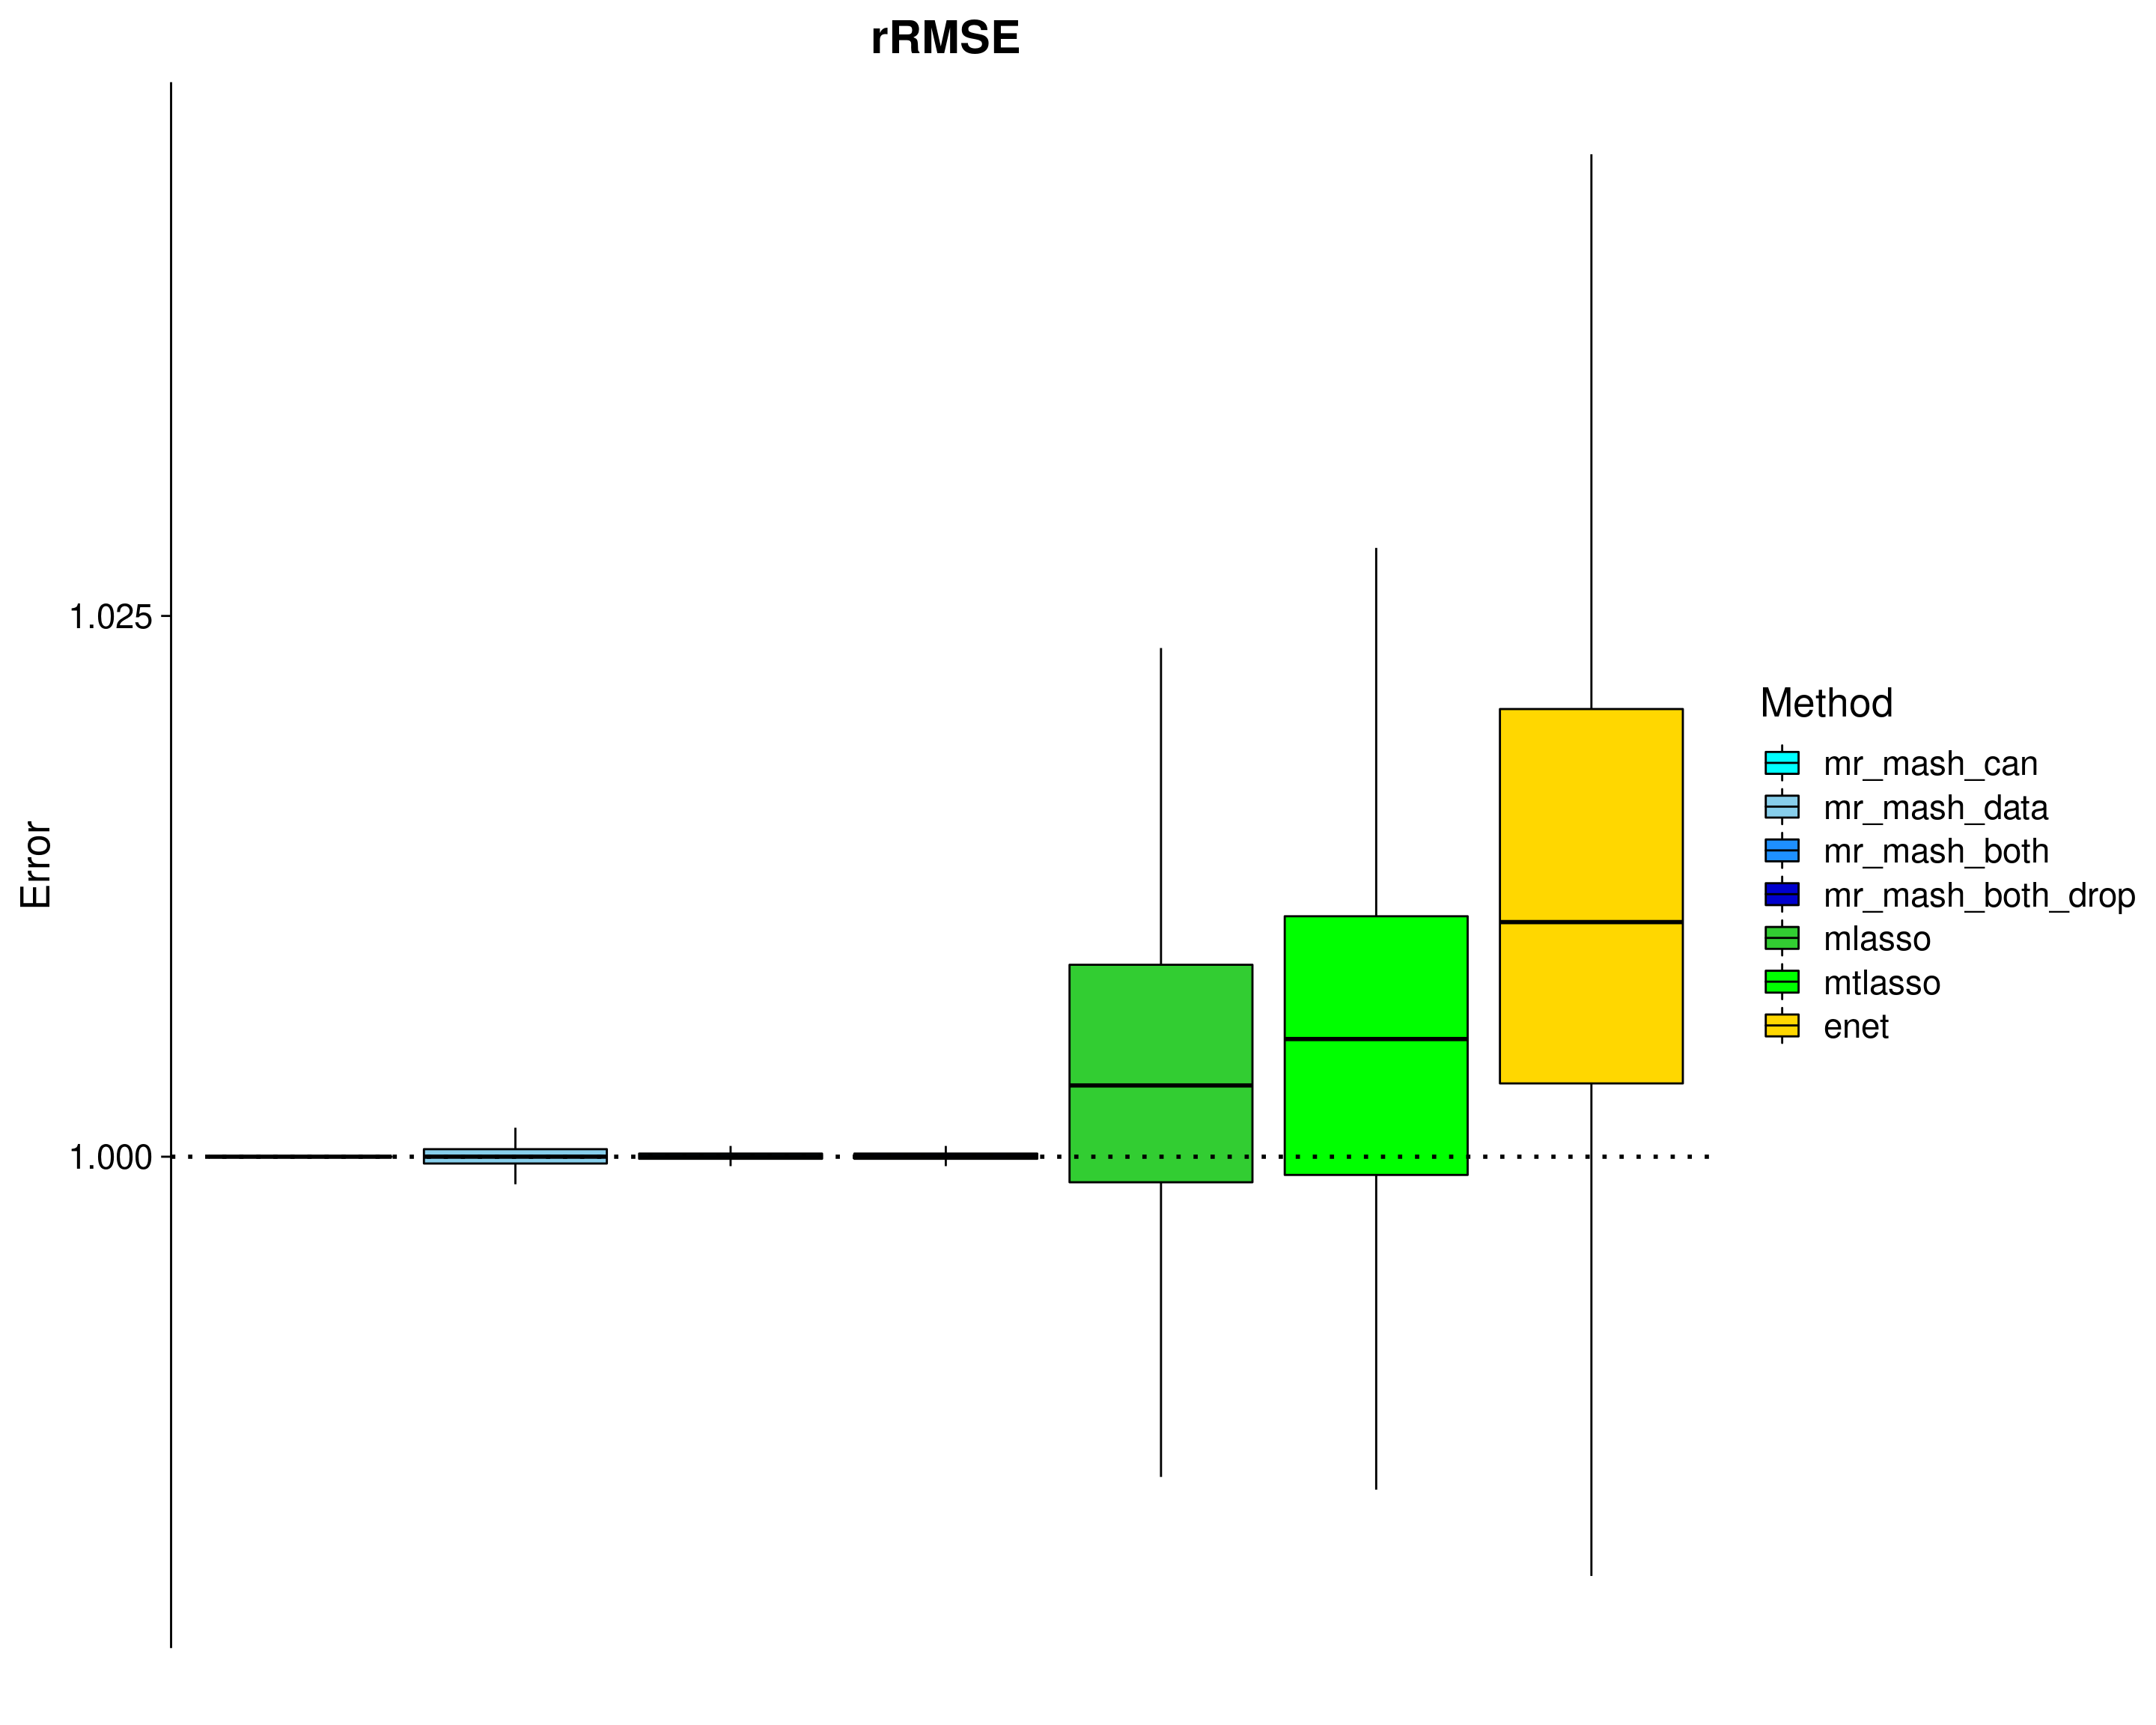 rRMSE
Error
1.025
1.000
Method
mr_mash_can
mr_mash_data
mr_mash_both
mr_mash_both_drop
mlasso
mtlasso
enet